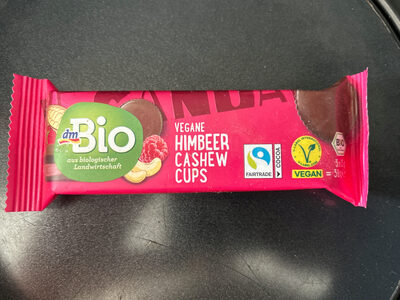 dm
Bio
aus biologischer
Landwirtschaft
VEGANE
HIMBEER
CASHEW
CUPS
FAIRTRADE
COCOA
VEGAN
BIO